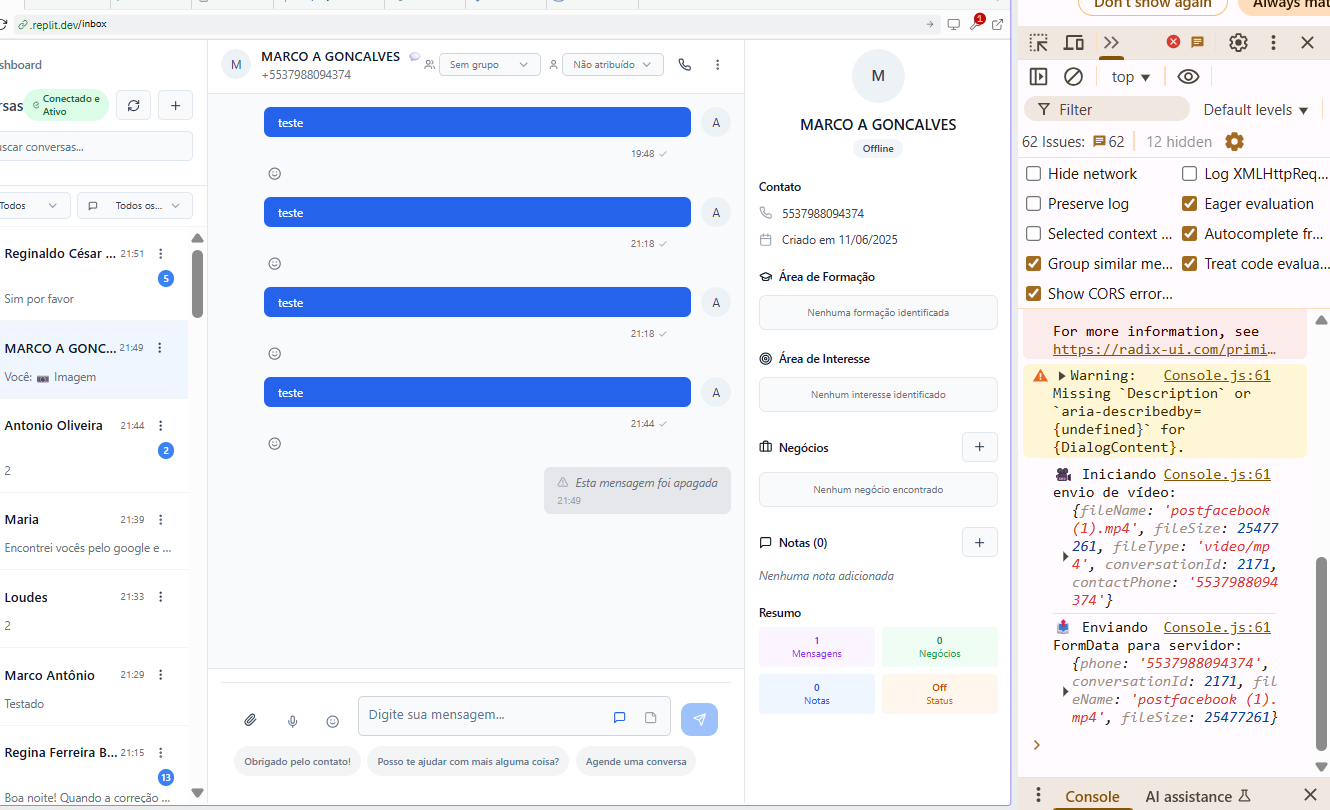 .replit.dev/inbox
shboard
rsas
Conectado e
Ativo
uscar conversas...
Todos
Todos os...
Reginaldo César ... 21:51
5
Sim por favor
MARCO A GONC... 21:49
Você: 📷 Imagem
Antonio Oliveira 21:44
2
2
Maria 21:39
Encontrei vocês pelo google e ...
Loudes 21:33
2
Marco Antônio 21:29
Testado
Regina Ferreira B... 21:15
13
Boa noite! Quando a correção ...
M
MARCO A GONCALVES
+5537988094374
Sem grupo
Não atribuído
teste
A
19:48
teste
A
21:18
teste
A
21:18
teste
A
21:44
Esta mensagem foi apagada
21:49
Digite sua mensagem...
Obrigado pelo contato!
Posso te ajudar com mais alguma coisa?
Agende uma conversa
M
MARCO A GONCALVES
Offline
Contato
5537988094374
Criado em 11/06/2025
Área de Formação
Nenhuma formação identificada
Área de Interesse
Nenhum interesse identificado
Negócios
Nenhum negócio encontrado
Notas (0)
Nenhuma nota adicionada
Resumo
1
Mensagens
0
Negócios
0
Notas
Off
Status
1
Don't show again
Always mat
top
Filter
Default levels
62 Issues: 62
12 hidden
Hide network
Log XMLHttpReq...
Preserve log
Eager evaluation
Selected context ...
Autocomplete fr...
Group similar me...
Treat code evalua...
Show CORS error...
For more information, see
https://radix-ui.com/primi…
Warning: Console.js:61
Missing `Description` or
`aria-describedby=
{undefined}` for
{DialogContent}.
🎥 Iniciando Console.js:61
envio de vídeo:
{fileName: 'postfacebook
(1).mp4', fileSize: 25477
261, fileType: 'video/mp
4', conversationId: 2171,
contactPhone: '5537988094
374'}
📤 Enviando Console.js:61
FormData para servidor:
{phone: '5537988094374',
conversationId: 2171, fil
eName: 'postfacebook (1).
mp4', fileSize: 25477261}
Console
AI assistance